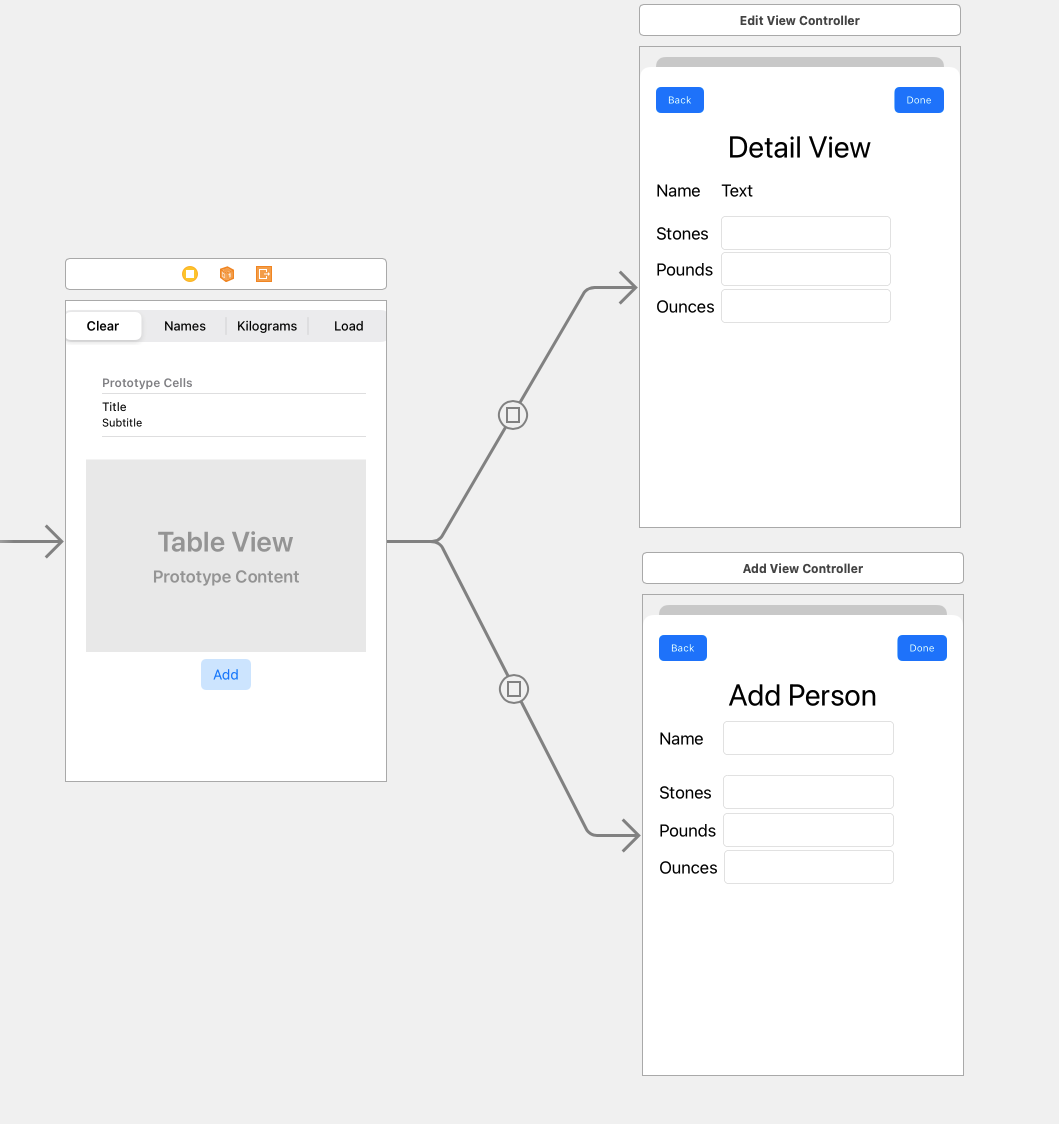 Edit View Controller
Back Done
Detail View
Name Text
Stones
Pounds
Ounces
Clear Names Kilograms Load
Prototype Cells
Title
Subtitle
Table View
Prototype Content
Add
Add View Controller
Back Done
Add Person
Name
Stones
Pounds
Ounces